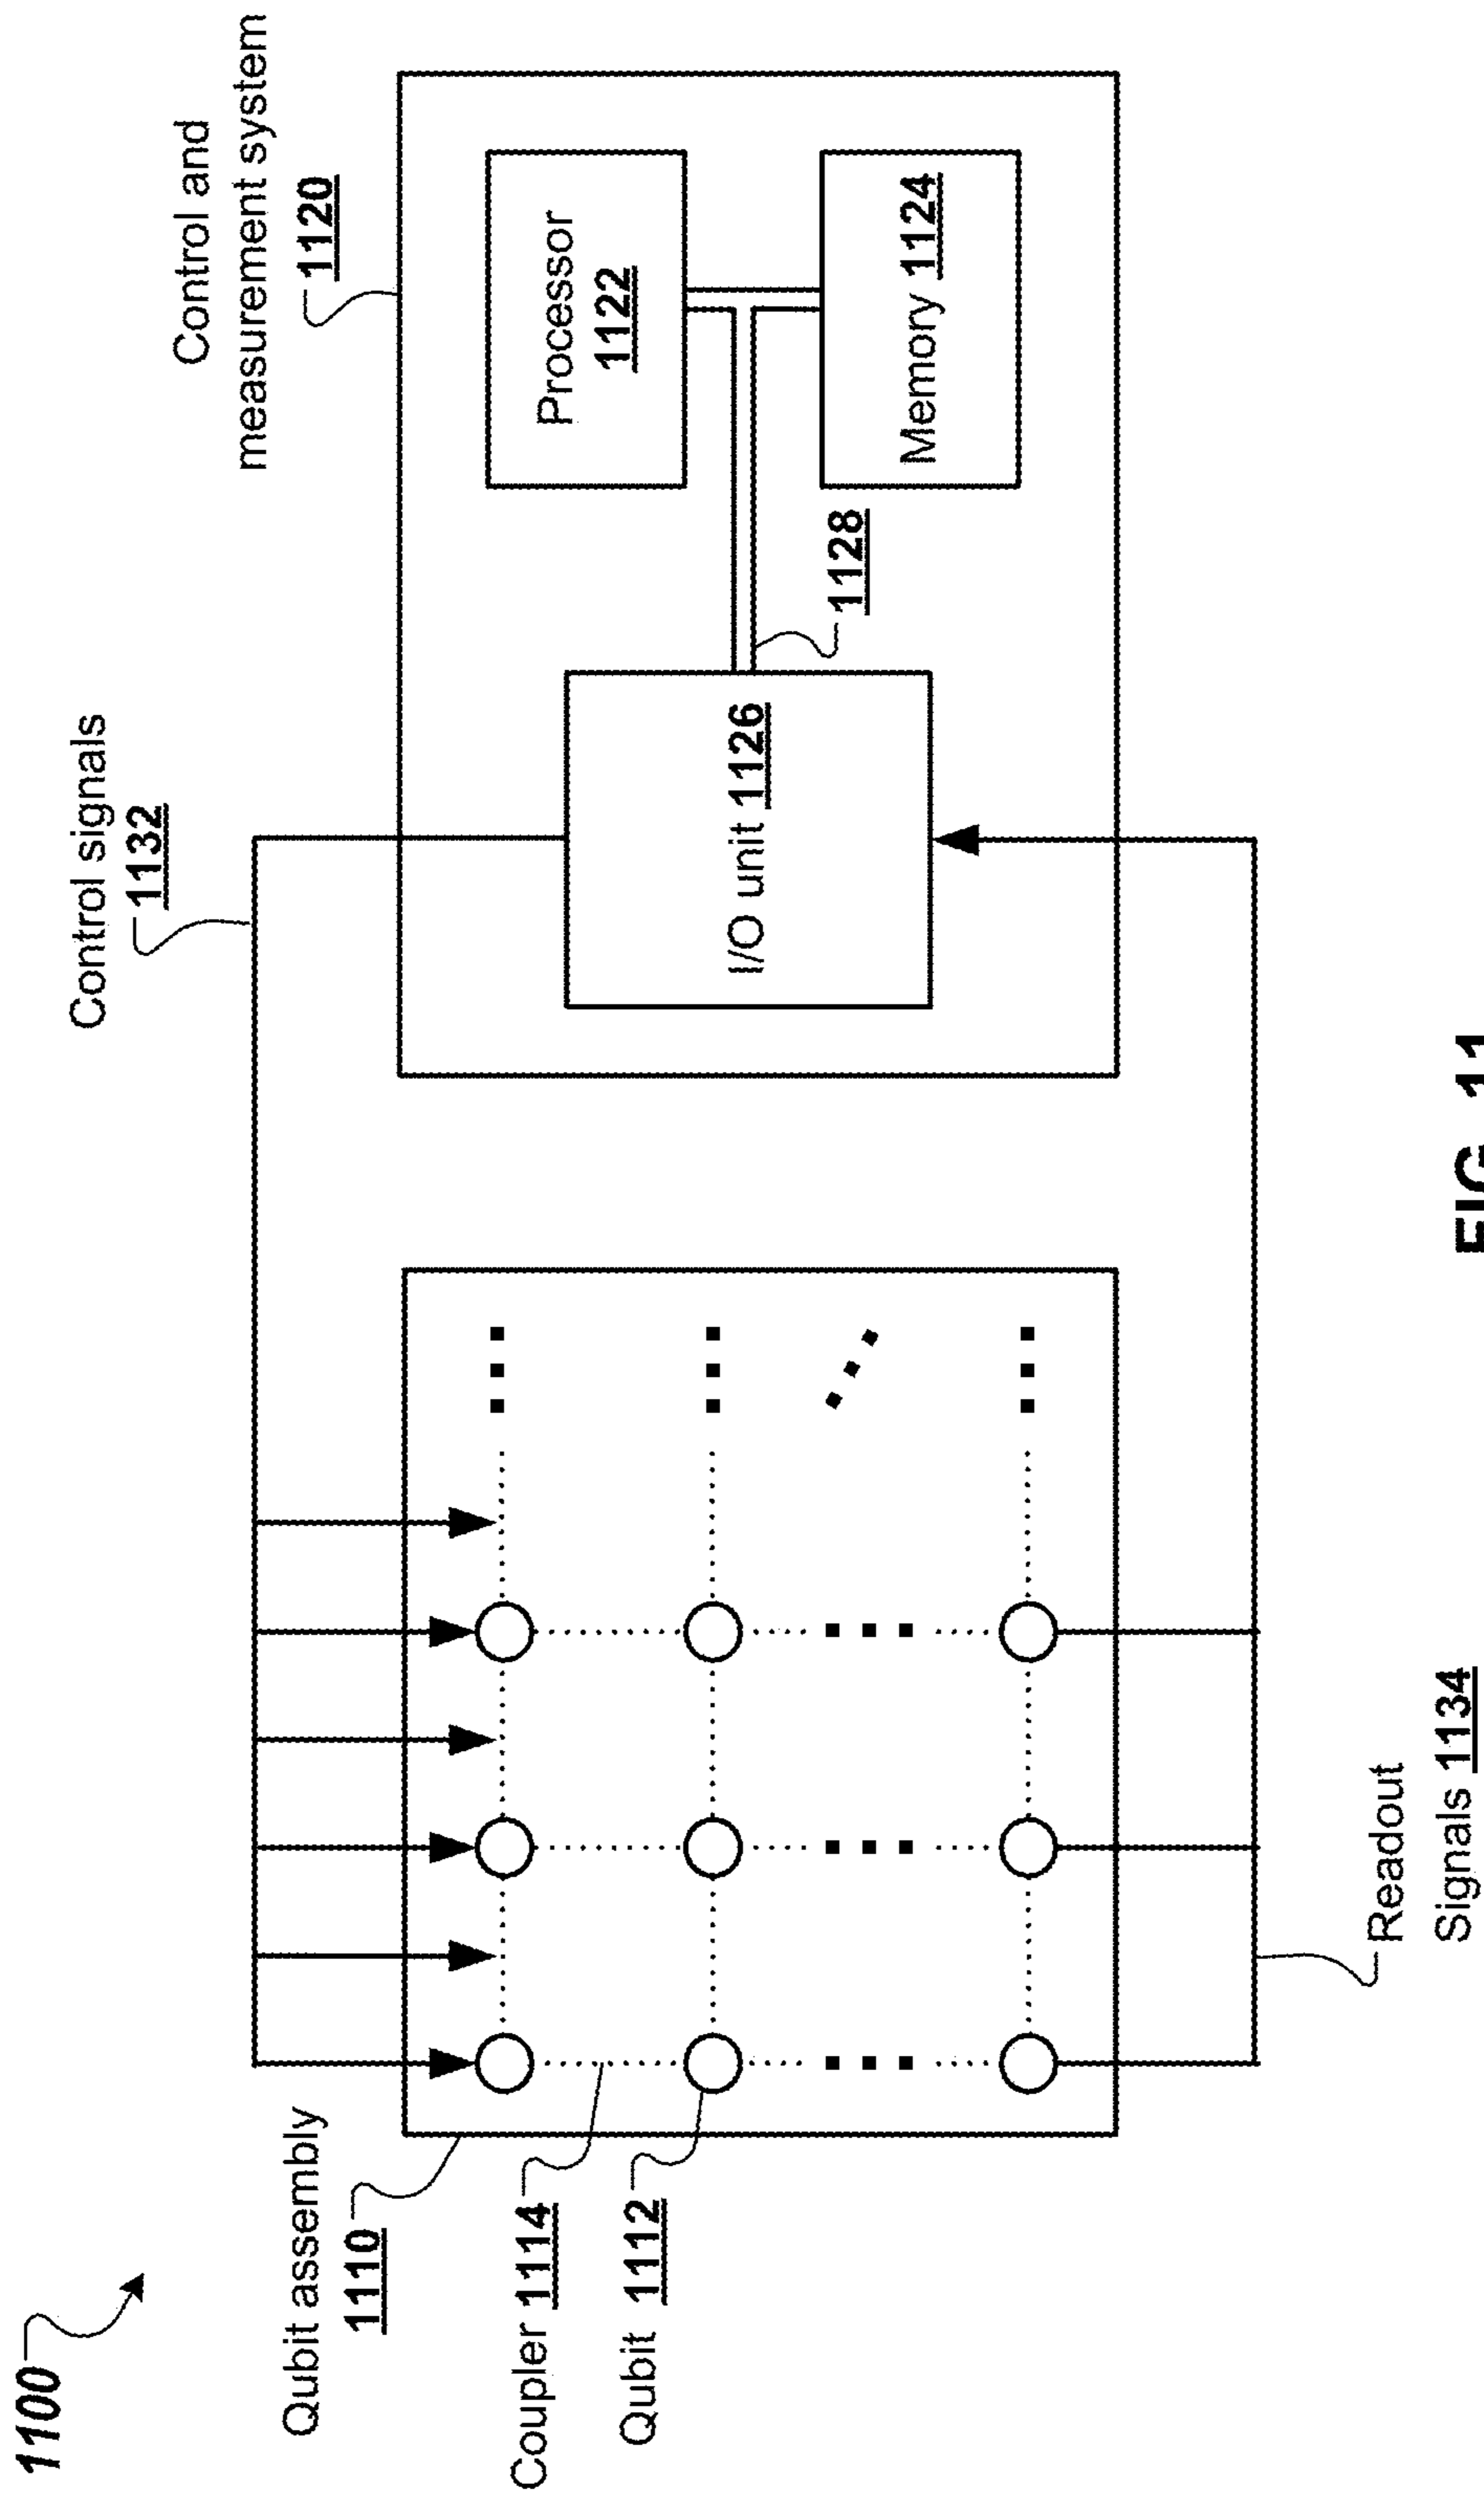 1100
Control signals
1132
Control and
measurement system
1120
Qubit assembly
1110
Coupler 1114
Qubit 1112
Processor
1122
I/O unit 1126
1128
Memory 1124
Readout
Signals 1134
FIG. 11